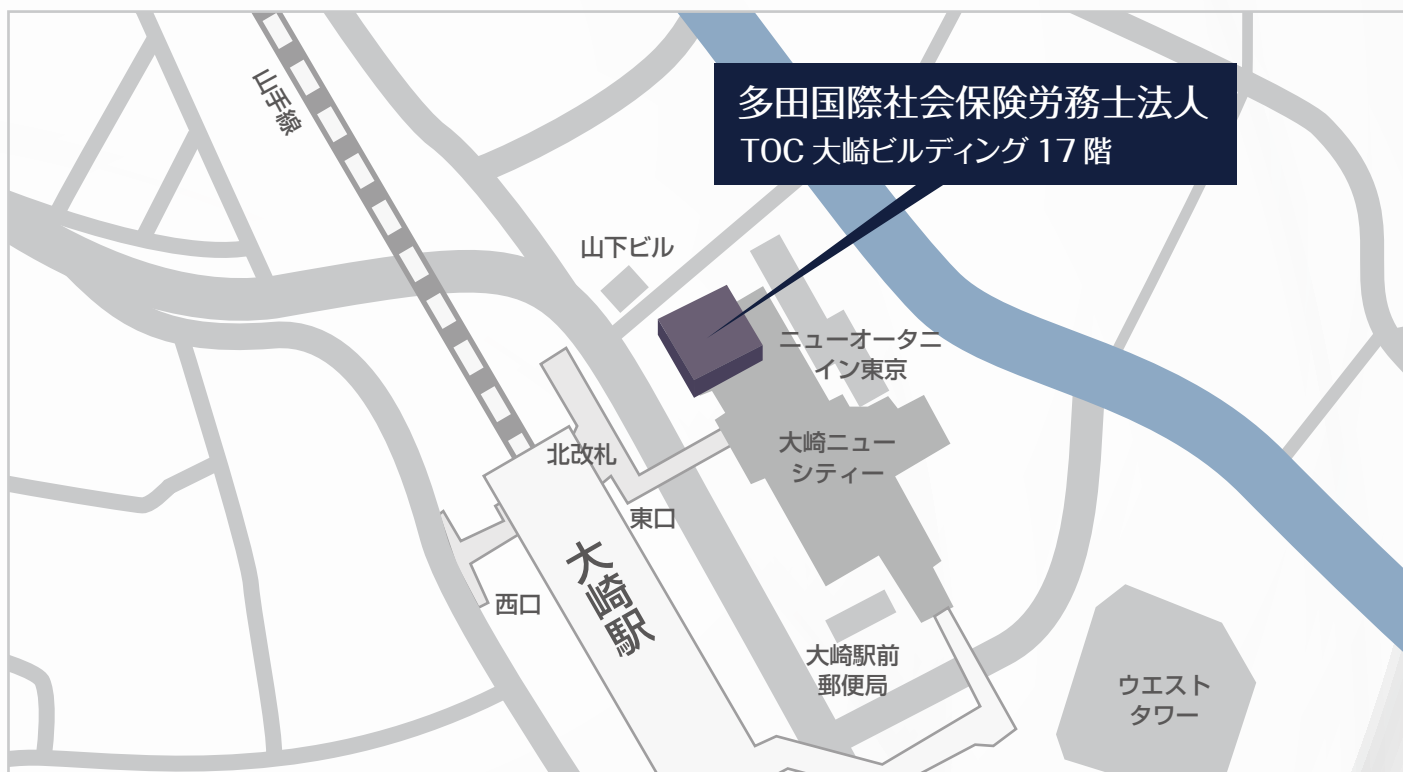 山手線
多田国際社会保険労務士法人
TOC 大崎ビルディング 17 階
山下ビル
ニューオータニ
イン東京
北改札
大崎ニュー
シティー
東口
大崎駅
西口
大崎駅前
郵便局
ウエスト
タワー